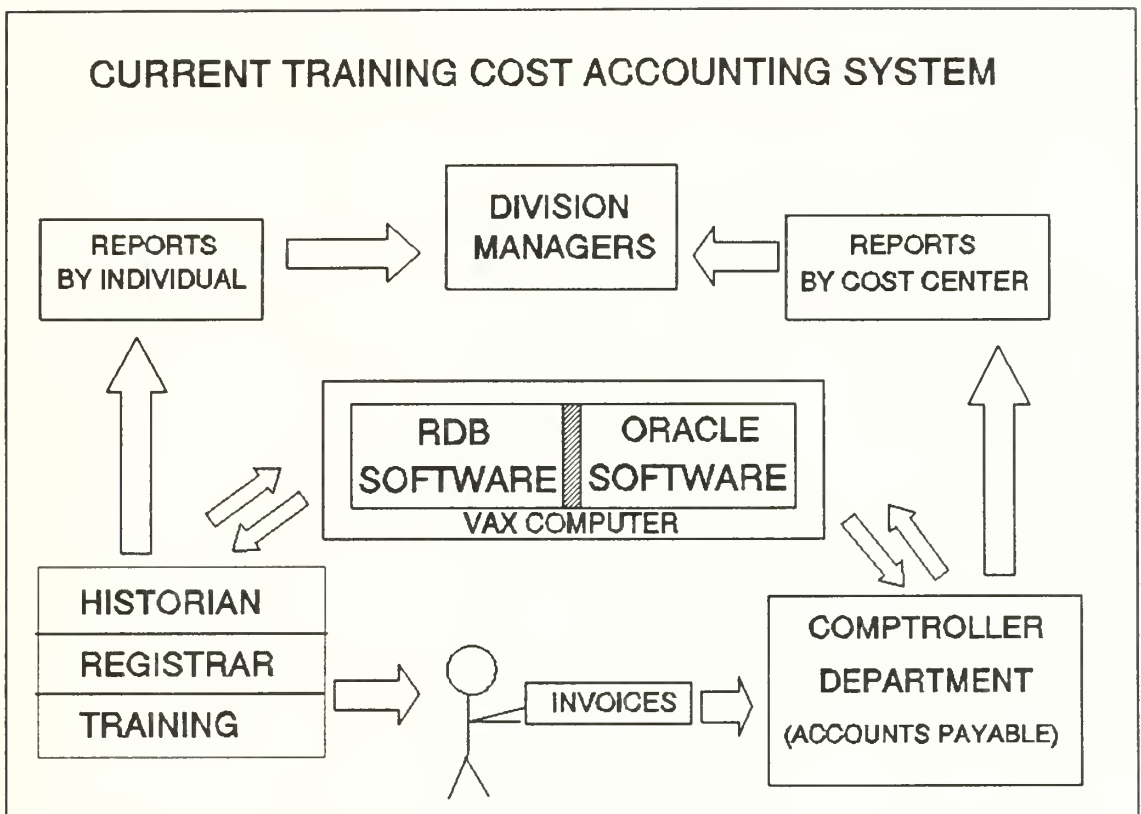 CURRENT TRAINING COST ACCOUNTING SYSTEM
DIVISION
MANAGERS
REPORTS
BY INDIVIDUAL
REPORTS
BY COST CENTER
RDB
SOFTWARE
ORACLE
SOFTWARE
VAX COMPUTER
HISTORIAN
REGISTRAR
TRAINING
INVOICES
COMPTROLLER
DEPARTMENT
(ACCOUNTS PAYABLE)